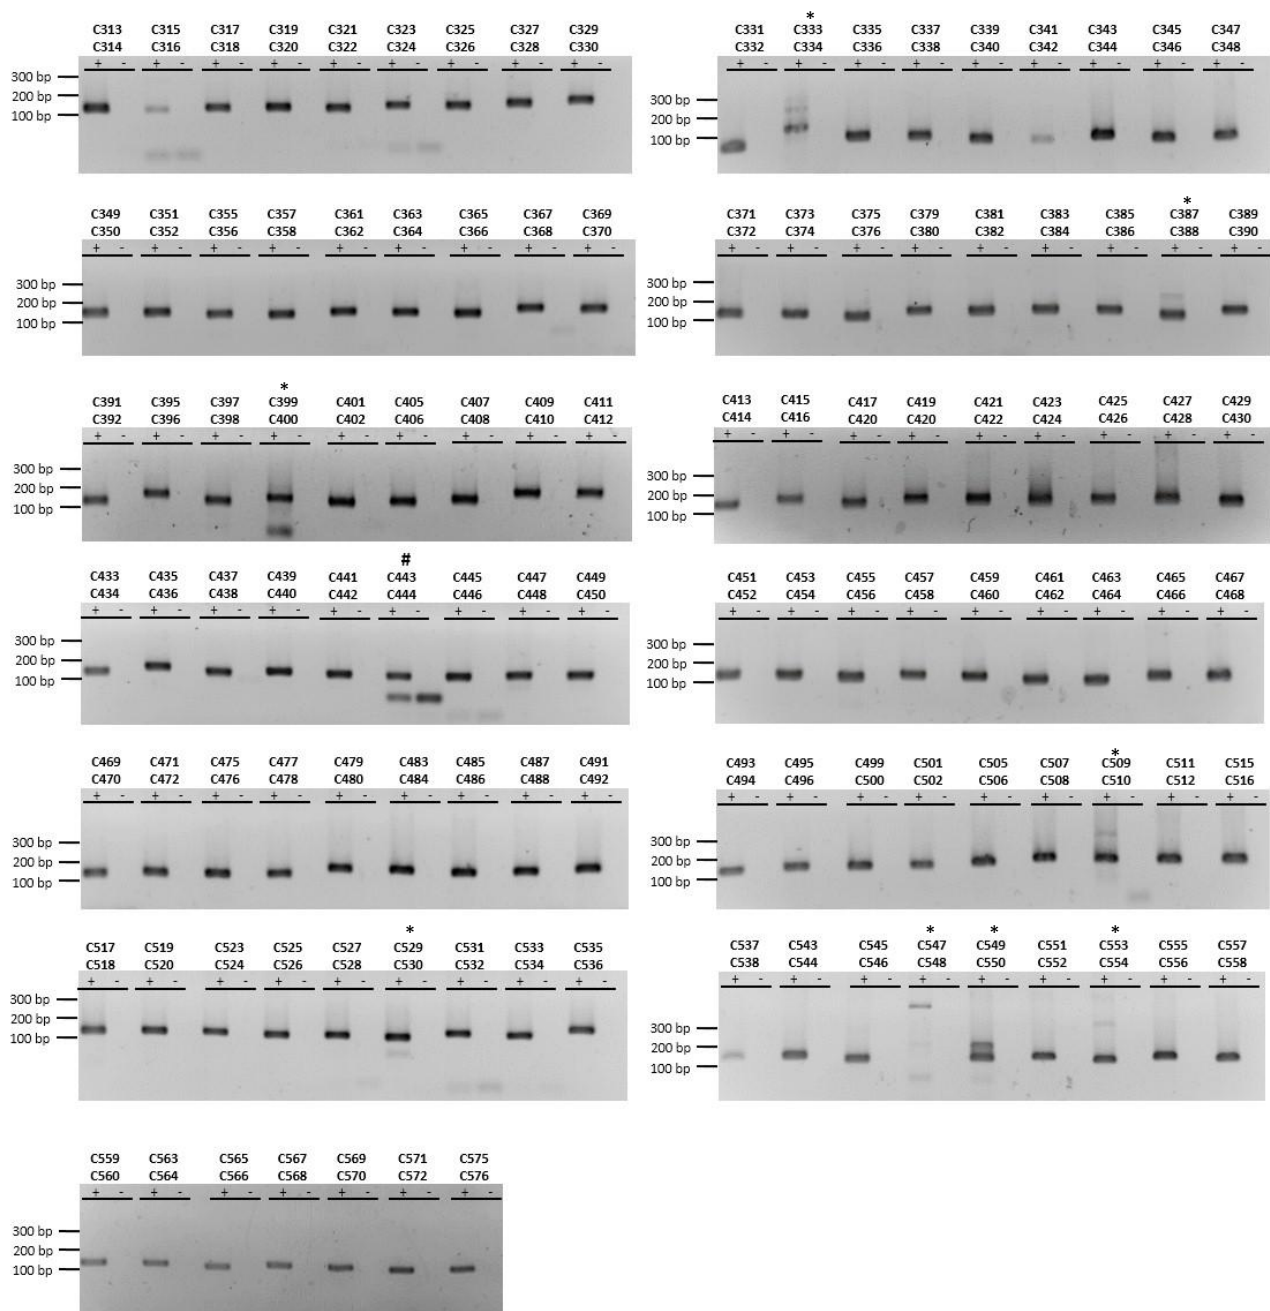 C313 C315 C317 C319 C321 C323 C325 C327 C329
C314 C316 C318 C320 C322 C324 C326 C328 C330
+ - + - + - + - + - + - + - + - + -
300 bp
200 bp
100 bp
*
C331 C333 C335 C337 C339 C341 C343 C345 C347
C332 C334 C336 C338 C340 C342 C344 C346 C348
+ - + - + - + - + - + - + - + - + -
300 bp
200 bp
100 bp
C349 C351 C355 C357 C361 C363 C365 C367 C369
C350 C352 C356 C358 C362 C364 C366 C368 C370
+ - + - + - + - + - + - + - + - + -
300 bp
200 bp
100 bp
*
C371 C373 C375 C379 C381 C383 C385 C387 C389
C372 C374 C376 C380 C382 C384 C386 C388 C390
+ - + - + - + - + - + - + - + - + -
300 bp
200 bp
100 bp
*
C391 C395 C397 C399 C401 C405 C407 C409 C411
C392 C396 C398 C400 C402 C406 C408 C410 C412
+ - + - + - + - + - + - + - + - + -
300 bp
200 bp
100 bp
C413 C415 C417 C419 C421 C423 C425 C427 C429
C414 C416 C420 C420 C422 C424 C426 C428 C430
+ - + - + - + - + - + - + - + - + -
300 bp
200 bp
100 bp
#
C433 C435 C437 C439 C441 C443 C445 C447 C449
C434 C436 C438 C440 C442 C444 C446 C448 C450
+ - + - + - + - + - + - + - + - + -
300 bp
200 bp
100 bp
C451 C453 C455 C457 C459 C461 C463 C465 C467
C452 C454 C456 C458 C460 C462 C464 C466 C468
+ - + - + - + - + - + - + - + - + -
300 bp
200 bp
100 bp
C469 C471 C475 C477 C479 C483 C485 C487 C491
C470 C472 C476 C478 C480 C484 C486 C488 C492
+ - + - + - + - + - + - + - + - + -
300 bp
200 bp
100 bp
*
C493 C495 C499 C501 C505 C507 C509 C511 C515
C494 C496 C500 C502 C506 C508 C510 C512 C516
+ - + - + - + - + - + - + - + - + -
300 bp
200 bp
100 bp
*
C517 C519 C523 C525 C527 C529 C531 C533 C535
C518 C520 C524 C526 C528 C530 C532 C534 C536
+ - + - + - + - + - + - + - + - + -
300 bp
200 bp
100 bp
* * *
C537 C543 C545 C547 C549 C551 C553 C555 C557
C538 C544 C546 C548 C550 C552 C554 C556 C558
+ - + - + - + - + - + - + - + - + -
300 bp
200 bp
100 bp
C559 C563 C565 C567 C569 C571 C575
C560 C564 C566 C568 C570 C572 C576
+ - + - + - + - + - + - + -
300 bp
200 bp
100 bp